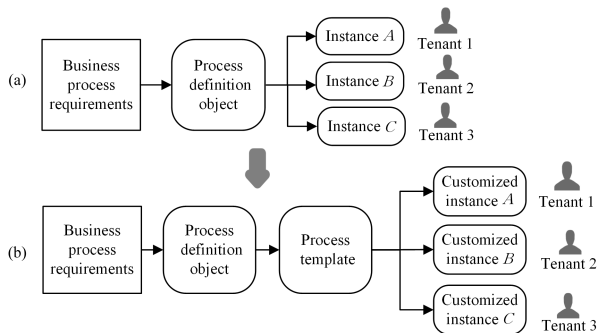 (a)
Business
process
requirements
Process
definition
object
Instance A
Tenant 1
Instance B
Tenant 2
Instance C
Tenant 3
(b)
Business
process
requirements
Process
definition
object
Process
template
Customized
instance A
Tenant 1
Customized
instance B
Tenant 2
Customized
instance C
Tenant 3